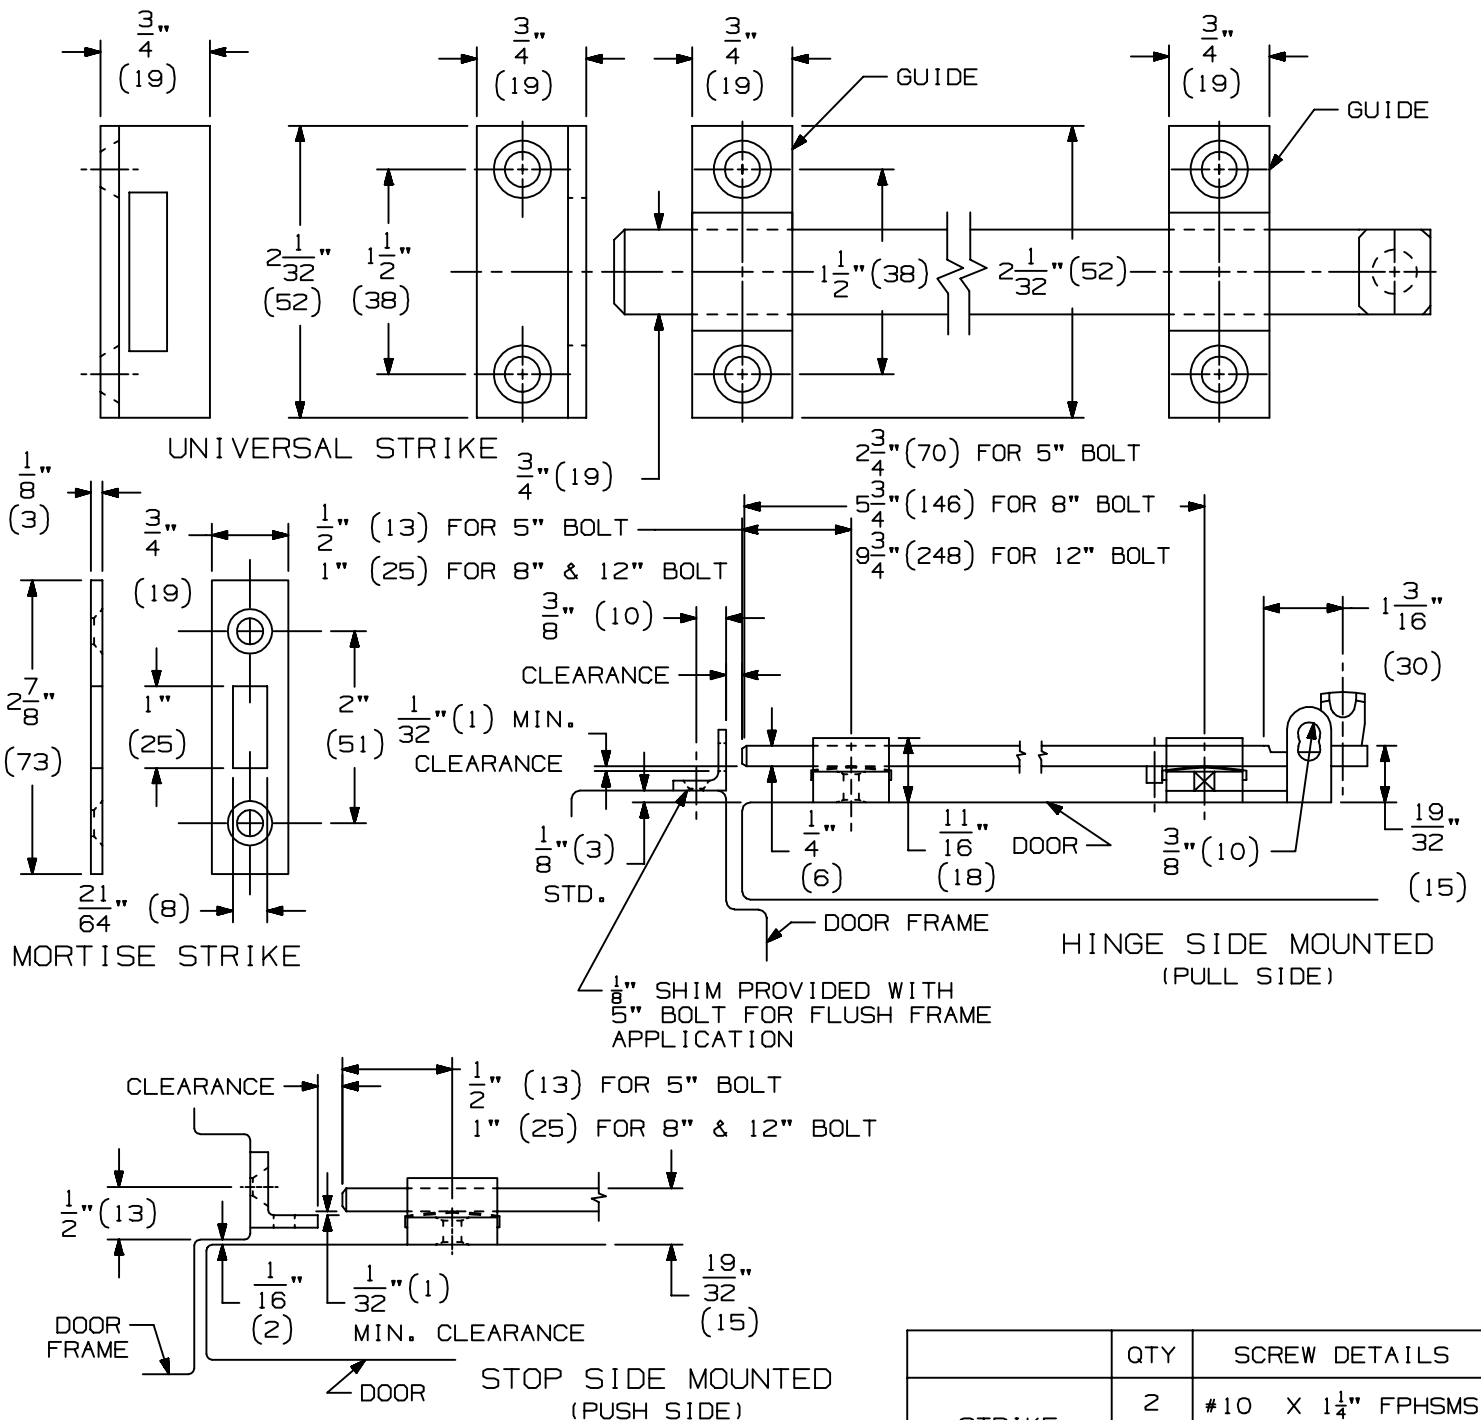 3/4" (19)
3/4" (19)
3/4" (19)
GUIDE
3/4" (19)
GUIDE
2 1/32" (52)
1 1/2" (38)
1 1/2" (38)
2 1/32" (52)
UNIVERSAL STRIKE
3/4" (19)
2 3/4" (70) FOR 5" BOLT
5 3/4" (146) FOR 8" BOLT
9 3/4" (248) FOR 12" BOLT
1/8" (3)
3/4" (19)
1/2" (13) FOR 5" BOLT
1" (25) FOR 8" & 12" BOLT
3/8" (10)
CLEARANCE
1 3/16" (30)
2 7/8" (73)
1" (25)
2" (51)
1/32" (1) MIN.
CLEARANCE
1/8" (3)
STD.
1/4" (6)
11/16" (18)
DOOR
3/8" (10)
19/32" (15)
21/64" (8)
MORTISE STRIKE
DOOR FRAME
HINGE SIDE MOUNTED
(PULL SIDE)
1/8" SHIM PROVIDED WITH
5" BOLT FOR FLUSH FRAME
APPLICATION
CLEARANCE
1/2" (13) FOR 5" BOLT
1" (25) FOR 8" & 12" BOLT
1/2" (13)
1/16" (2)
1/32" (1)
MIN. CLEARANCE
19/32" (15)
DOOR
FRAME
DOOR
STOP SIDE MOUNTED
(PUSH SIDE)
QTY SCREW DETAILS
STRIKE 2 #10 X 1 1/4" FPHSMS